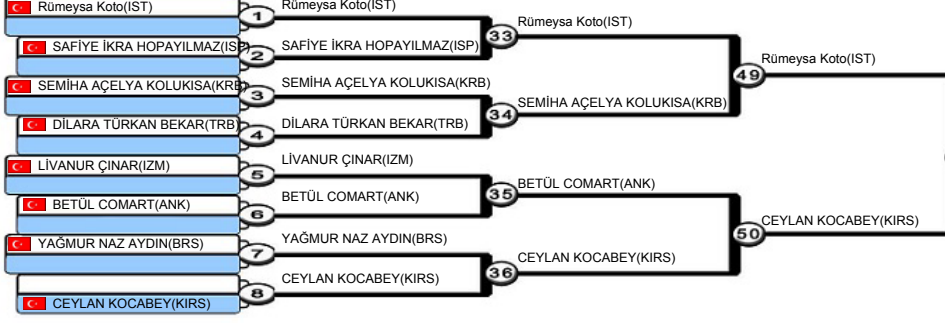 Rümeysa Koto(IST)
1
SAFİYE İKRA HOPAYILMAZ(ISP)
2
SEMİHA AÇELYA KOLUKISA(KRB)
3
DİLARA TÜRKAN BEKAR(TRB)
4
LİVANUR ÇINAR(IZM)
5
BETÜL COMART(ANK)
6
YAĞMUR NAZ AYDIN(BRS)
7
CEYLAN KOCABEY(KIRS)
8
Rümeysa Koto(IST)
SAFİYE İKRA HOPAYILMAZ(ISP)
33
SEMİHA AÇELYA KOLUKISA(KRB)
DİLARA TÜRKAN BEKAR(TRB)
34
LİVANUR ÇINAR(IZM)
BETÜL COMART(ANK)
35
YAĞMUR NAZ AYDIN(BRS)
CEYLAN KOCABEY(KIRS)
36
Rümeysa Koto(IST)
SEMİHA AÇELYA KOLUKISA(KRB)
49
BETÜL COMART(ANK)
CEYLAN KOCABEY(KIRS)
50
Rümeysa Koto(IST)
CEYLAN KOCABEY(KIRS)